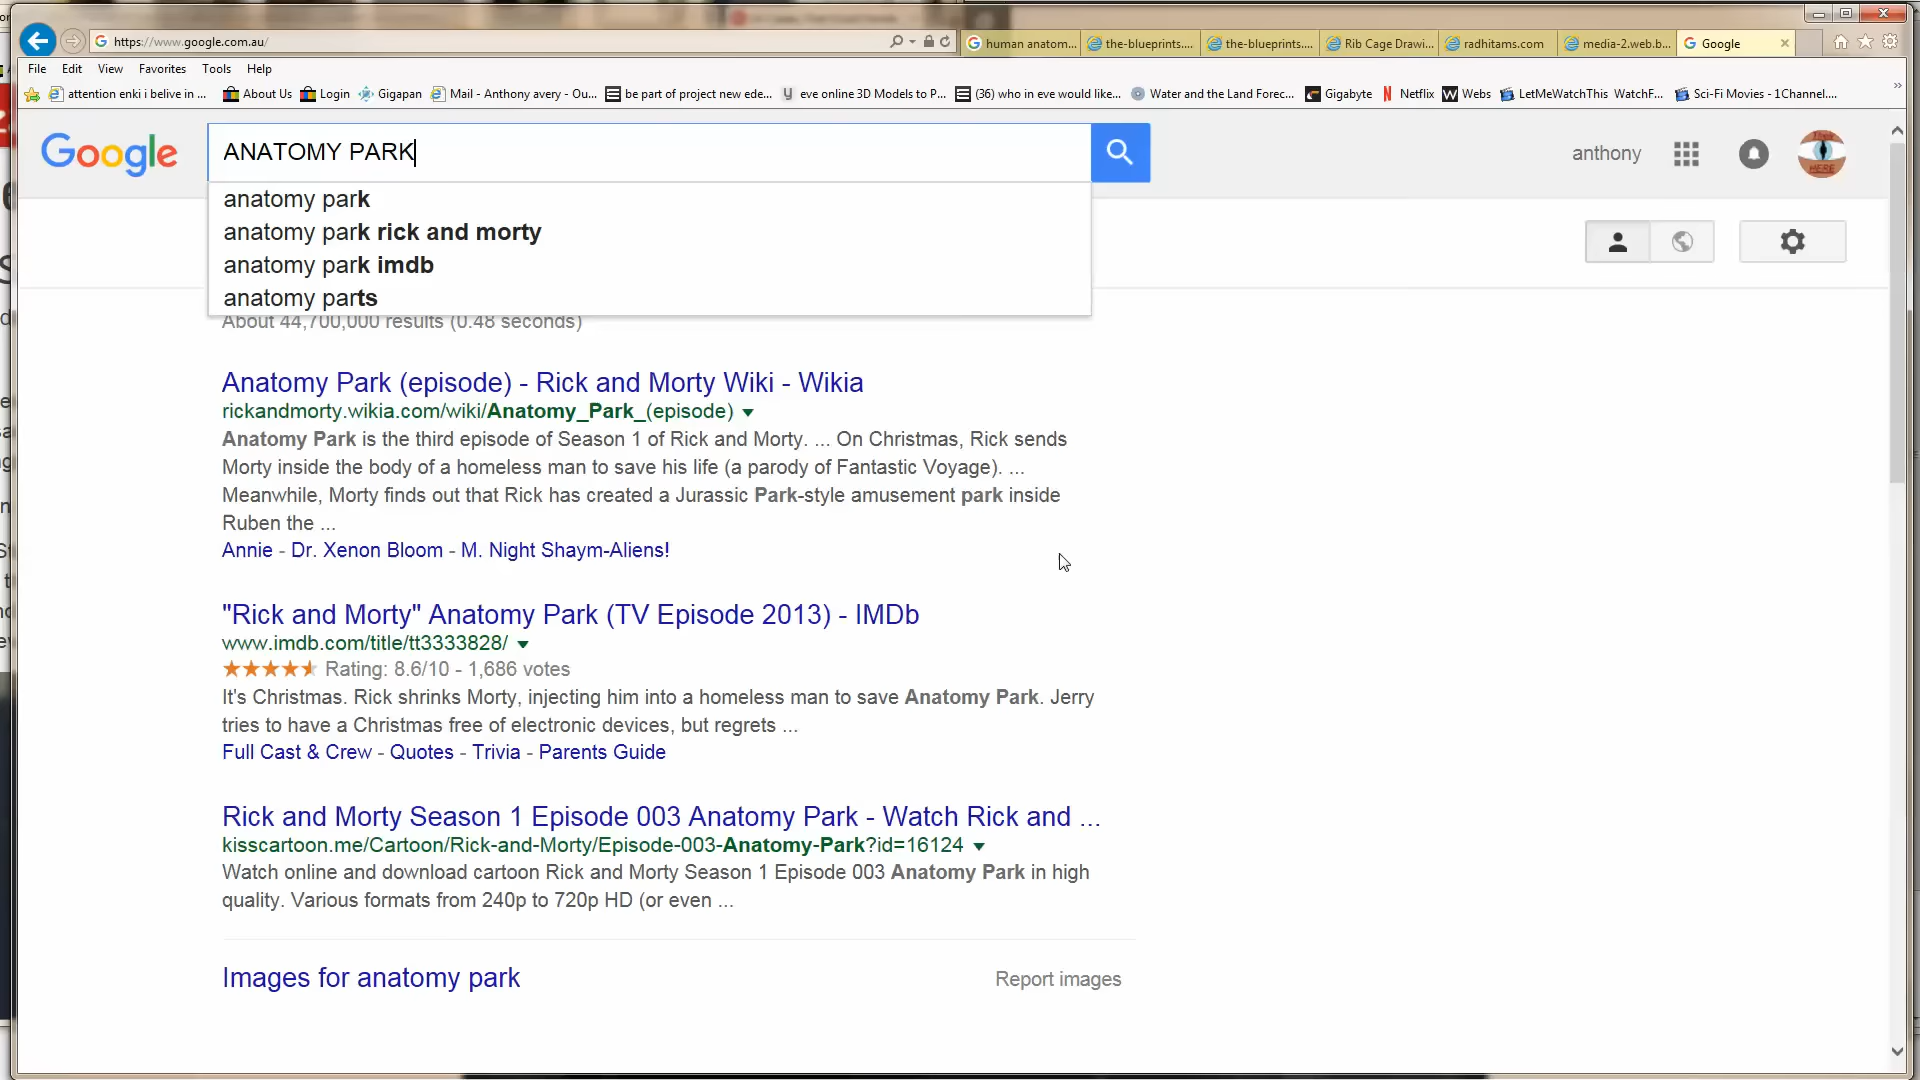 https://www.google.com.au/
human anatom...
the-blueprints....
the-blueprints....
Rib Cage Drawi...
radhitams.com
media-2.web.b...
Google
File Edit View Favorites Tools Help
attention enki i belive in ...
About Us
Login
Gigapan
Mail - Anthony avery - Ou...
be part of project new ede...
eve online 3D Models to P...
(36) who in eve would like...
Water and the Land Forec...
Gigabyte
Netflix
Webs
LetMeWatchThis WatchF...
Sci-Fi Movies - 1Channel....
Google
ANATOMY PARK
anthony
anatomy park
anatomy park rick and morty
anatomy park imdb
anatomy parts
About 44,700,000 results (0.48 seconds)
Anatomy Park (episode) - Rick and Morty Wiki - Wikia
rickandmorty.wikia.com/wiki/Anatomy_Park_(episode)
Anatomy Park is the third episode of Season 1 of Rick and Morty. ... On Christmas, Rick sends
Morty inside the body of a homeless man to save his life (a parody of Fantastic Voyage). ...
Meanwhile, Morty finds out that Rick has created a Jurassic Park-style amusement park inside
Ruben the ...
Annie - Dr. Xenon Bloom - M. Night Shaym-Aliens!
"Rick and Morty" Anatomy Park (TV Episode 2013) - IMDb
www.imdb.com/title/tt3333828/
Rating: 8.6/10 - 1,686 votes
It's Christmas. Rick shrinks Morty, injecting him into a homeless man to save Anatomy Park. Jerry
tries to have a Christmas free of electronic devices, but regrets ...
Full Cast & Crew - Quotes - Trivia - Parents Guide
Rick and Morty Season 1 Episode 003 Anatomy Park - Watch Rick and ...
kisscartoon.me/Cartoon/Rick-and-Morty/Episode-003-Anatomy-Park?id=16124
Watch online and download cartoon Rick and Morty Season 1 Episode 003 Anatomy Park in high
quality. Various formats from 240p to 720p HD (or even ...
Images for anatomy park
Report images